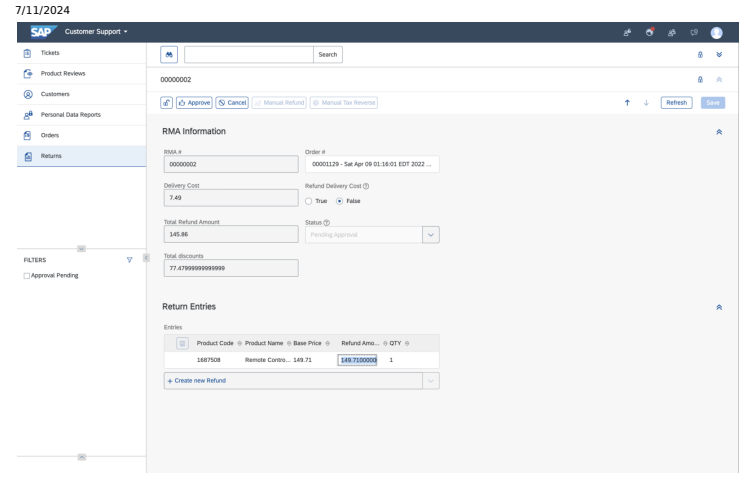 7/11/2024
SAP Customer Support
Tickets
Product Reviews
Customers
Personal Data Reports
Orders
Returns
FILTERS
Approval Pending
Search
00000002
Approve Cancel Manual Refund Manual Tax Reverse Refresh Save
RMA Information
RMA # Order #
00000002 00001129 - Sat Apr 09 01:16:01 EDT 2022 ...
Delivery Cost Refund Delivery Cost
7.49 True False
Total Refund Amount Status
145.86 Pending Approval
Total discounts
77.47899999999999
Return Entries
Entries
Product Code Product Name Base Price Refund Amo... QTY
1687508 Remote Contro... 149.71 149.7100000 1
+ Create new Refund